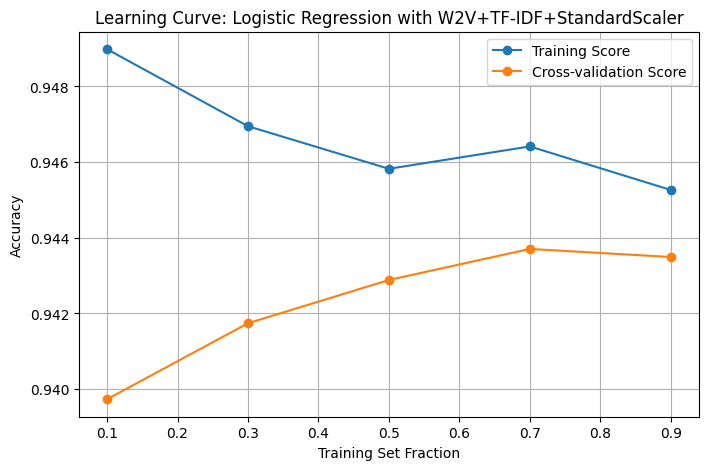 Learning Curve: Logistic Regression with W2V+TF-IDF+StandardScaler
Training Score
Cross-validation Score
Accuracy
0.948
0.946
0.944
0.942
0.940
0.1 0.2 0.3 0.4 0.5 0.6 0.7 0.8 0.9
Training Set Fraction